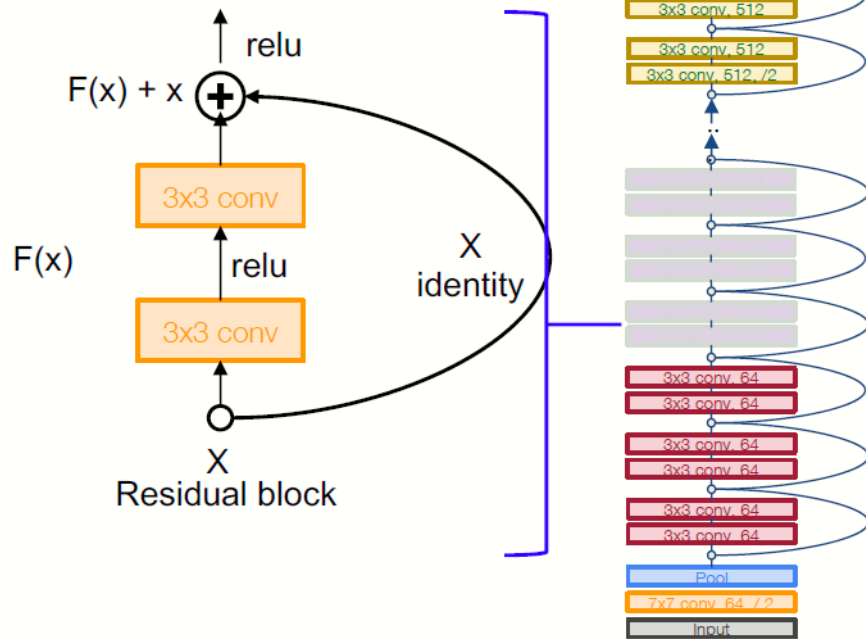 relu
F(x) + x
3x3 conv
F(x)
relu
X
identity
3x3 conv
X
Residual block
3x3 conv, 512
3x3 conv, 512
3x3 conv, 512, /2
..
3x3 conv, 64
3x3 conv, 64
3x3 conv, 64
3x3 conv, 64
3x3 conv, 64
3x3 conv, 64
Pool
7x7 conv, 64, / 2
Input